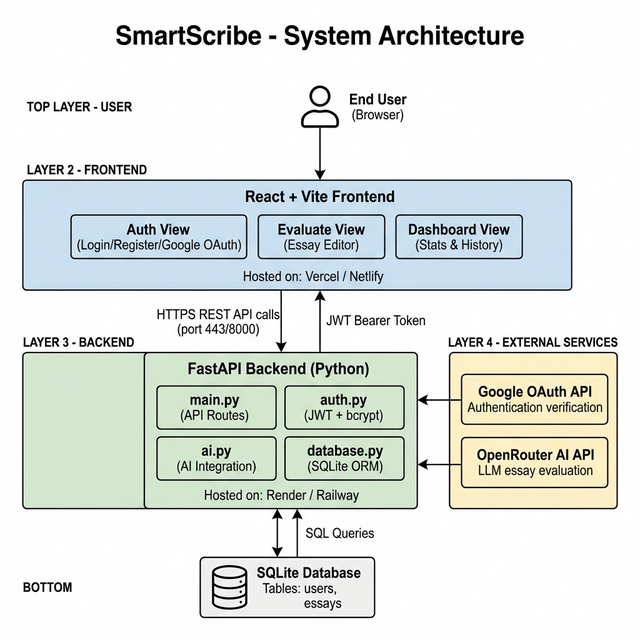 SmartScribe - System Architecture
TOP LAYER - USER
End User
(Browser)
LAYER 2 - FRONTEND
React + Vite Frontend
Auth View
(Login/Register/Google OAuth)
Evaluate View
(Essay Editor)
Dashboard View
(Stats & History)
Hosted on: Vercel / Netlify
HTTPS REST API calls
(port 443/8000)
JWT Bearer Token
LAYER 3 - BACKEND
FastAPI Backend (Python)
main.py
(API Routes)
auth.py
(JWT + bcrypt)
ai.py
(AI Integration)
database.py
(SQLite ORM)
Hosted on: Render / Railway
LAYER 4 - EXTERNAL SERVICES
Google OAuth API
Authentication verification
OpenRouter AI API
LLM essay evaluation
SQL Queries
BOTTOM
SQLite Database
Tables: users,
essays